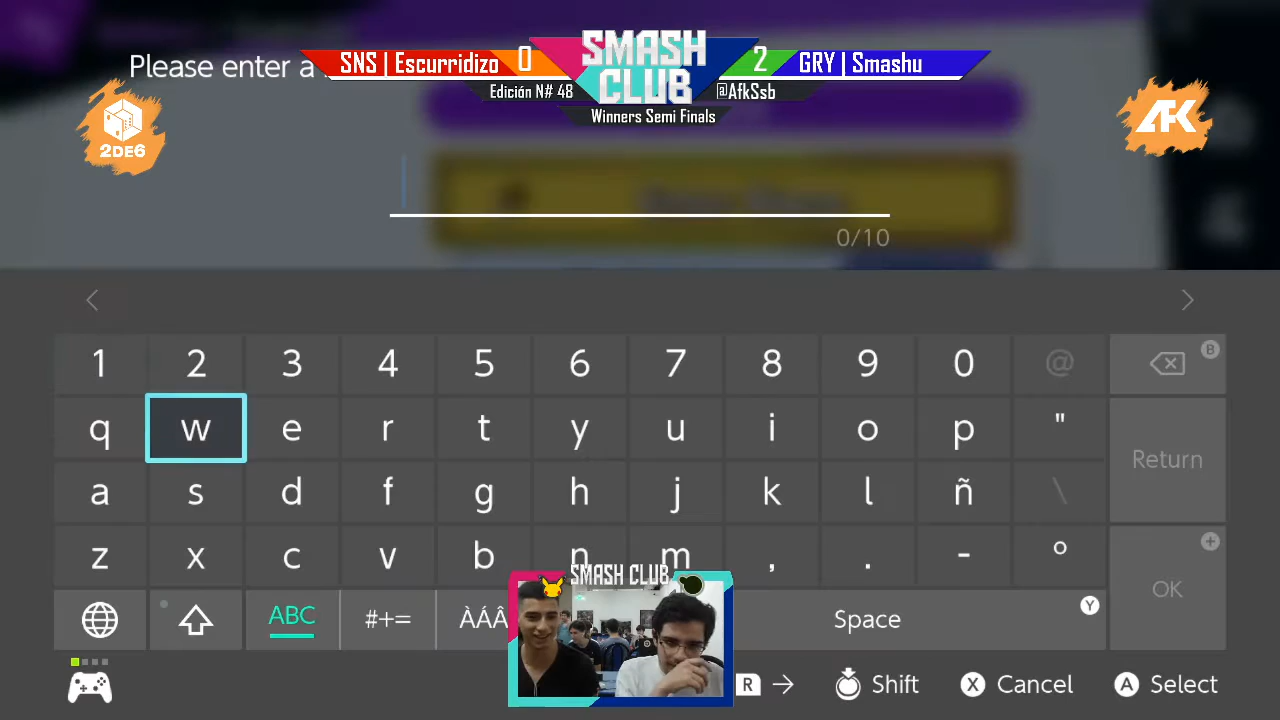 Please enter a
SNS | Escurridizo 0
SMASH
CLUB
2 GRY | Smashu
Edición N# 48
@AfkSsb
Winners Semi Finals
2DE6
AFK
0/10
1 2 3 4 5 6 7 8 9 0 @
B
q w e r t y u i o p "
Return
a s d f g h j k l ñ \
z x c v b n m , . - º
+
OK
ABC #+= ÀÁÂ
Space
Y
SMASH CLUB
R → Shift X Cancel A Select